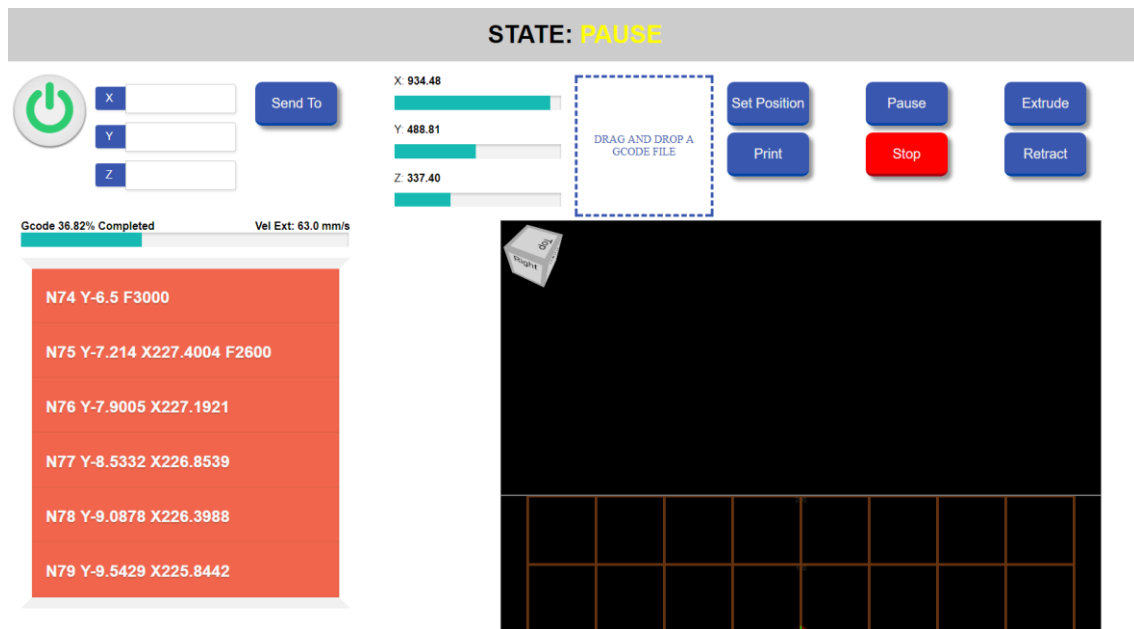 STATE: PAUSE
X
Y
Z
Send To
X: 934.48
Y: 488.81
Z: 337.40
DRAG AND DROP A
GCODE FILE
Set Position
Pause
Extrude
Print
Stop
Retract
Gcode 36.82% Completed
Vel Ext: 63.0 mm/s
N74 Y-6.5 F3000
N75 Y-7.214 X227.4004 F2600
N76 Y-7.9005 X227.1921
N77 Y-8.5332 X226.8539
N78 Y-9.0878 X226.3988
N79 Y-9.5429 X225.8442
Top
Right